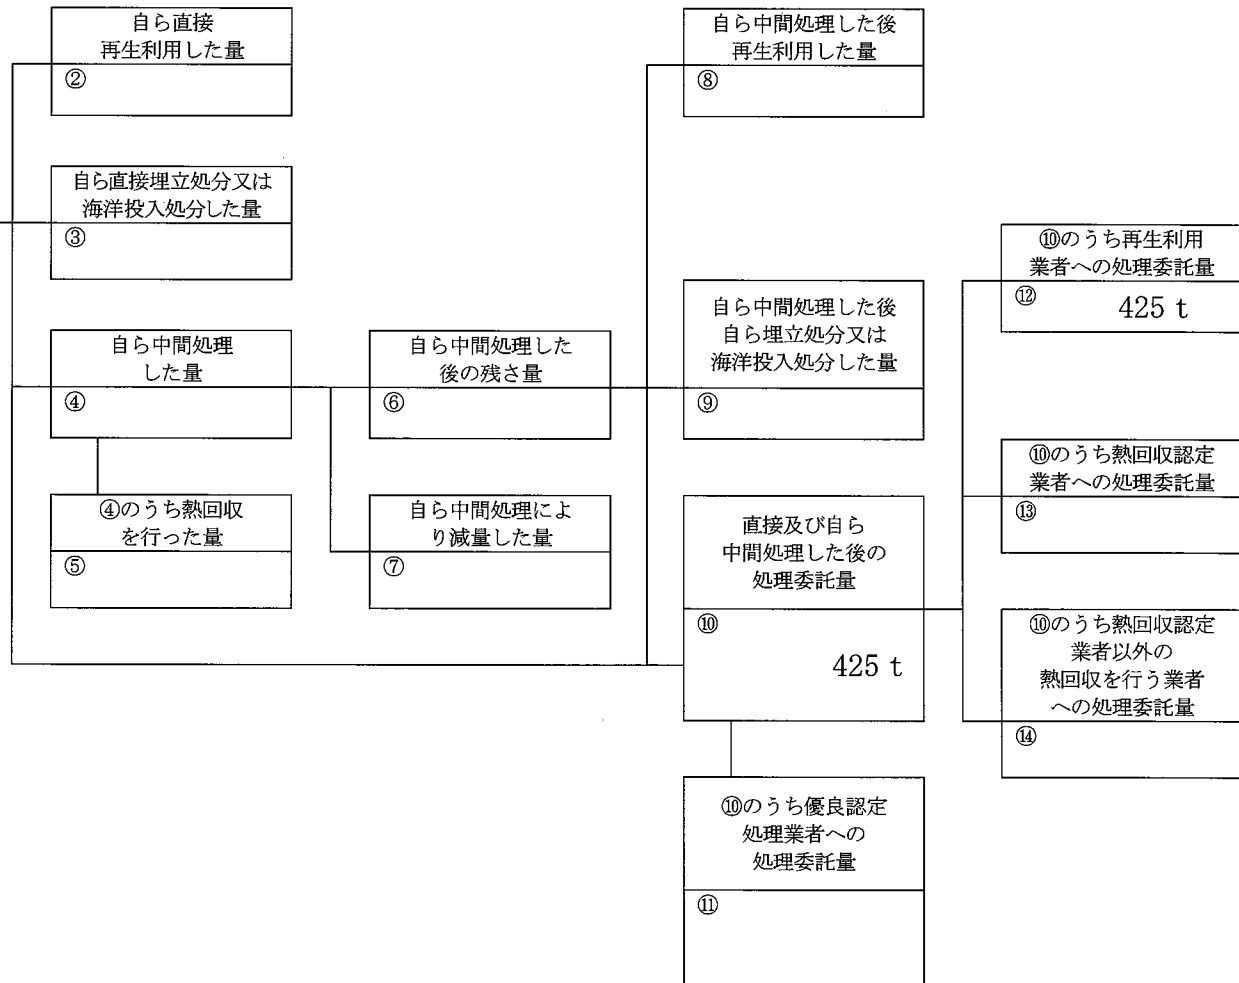 自ら直接
再生利用した量
②
自ら直接埋立処分又は
海洋投入処分した量
③
自ら中間処理
した量
④
④のうち熱回収
を行った量
⑤
自ら中間処理した
後の残さ量
⑥
自ら中間処理によ
り減量した量
⑦
自ら中間処理した後
再生利用した量
⑧
自ら中間処理した後
自ら埋立処分又は
海洋投入処分した量
⑨
直接及び自ら
中間処理した後の
処理委託量
⑩
425 t
⑩のうち優良認定
処理業者への
処理委託量
⑪
⑩のうち再生利用
業者への処理委託量
⑫ 425 t
⑩のうち熱回収認定
業者への処理委託量
⑬
⑩のうち熱回収認定
業者以外の
熱回収を行う業者
への処理委託量
⑭